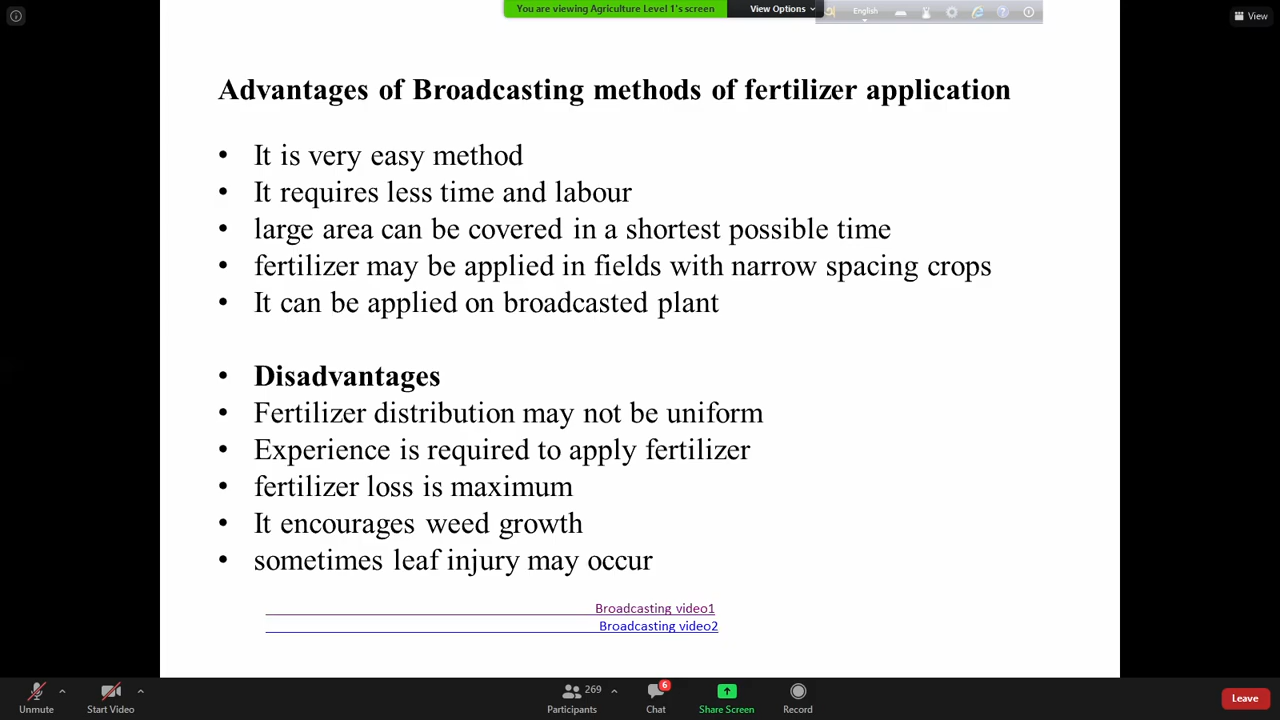 You are viewing Agriculture Level 1's screen
View Options
English
View
Advantages of Broadcasting methods of fertilizer application
• It is very easy method
• It requires less time and labour
• large area can be covered in a shortest possible time
• fertilizer may be applied in fields with narrow spacing crops
• It can be applied on broadcasted plant
• Disadvantages
• Fertilizer distribution may not be uniform
• Experience is required to apply fertilizer
• fertilizer loss is maximum
• It encourages weed growth
• sometimes leaf injury may occur
Broadcasting video1
Broadcasting video2
Unmute
Start Video
269
Participants
6
Chat
Share Screen
Record
Leave